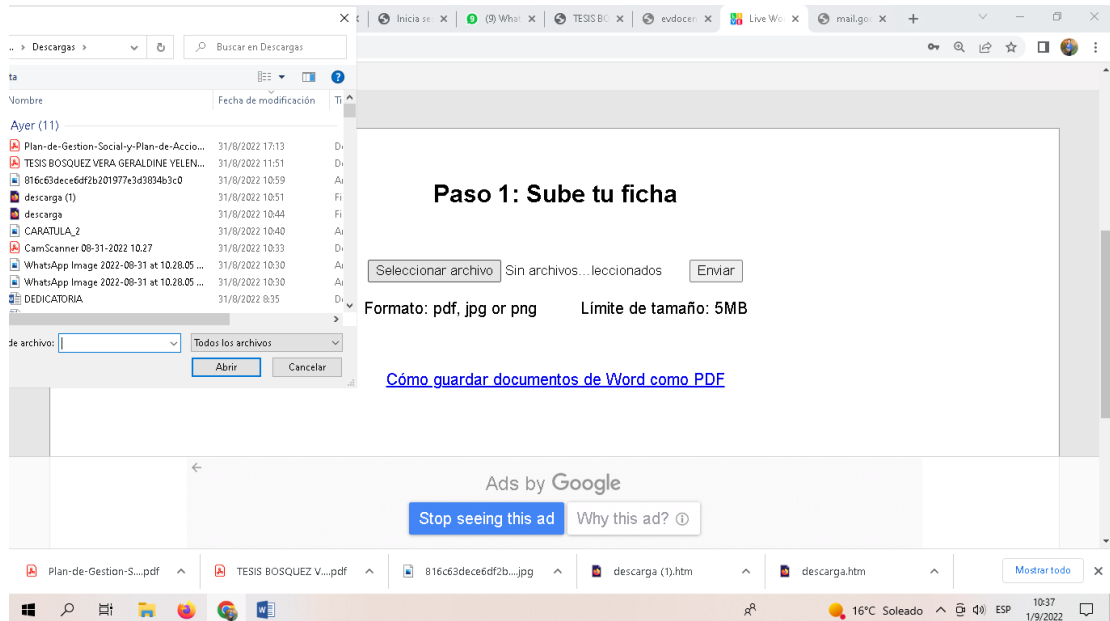 Inicia se
(9) What
TESIS BO
evdocen
Live Wo
mail.goo
Descargas
Buscar en Descargas
ta
Nombre Fecha de modificación Ti
Ayer (11)
Plan-de-Gestion-Social-y-Plan-de-Accio... 31/8/2022 17:13
TESIS BOSQUEZ VERA GERALDINE YELEN... 31/8/2022 11:51
816c63dece6df2b201977e3d3834b3c0 31/8/2022 10:59
descarga (1) 31/8/2022 10:51 Fi
descarga 31/8/2022 10:44 Fi
CARATULA_2 31/8/2022 10:40
CamScanner 08-31-2022 10.27 31/8/2022 10:33
WhatsApp Image 2022-08-31 at 10.28.05 ... 31/8/2022 10:30
WhatsApp Image 2022-08-31 at 10.28.05 ... 31/8/2022 10:30
DEDICATORIA 31/8/2022 8:35
de archivo: Todos los archivos
Abrir Cancelar
Paso 1: Sube tu ficha
Seleccionar archivo Sin archivos...leccionados Enviar
Formato: pdf, jpg or png Límite de tamaño: 5MB
Cómo guardar documentos de Word como PDF
Ads by Google
Stop seeing this ad Why this ad?
Plan-de-Gestion-S....pdf TESIS BOSQUEZ V....pdf 816c63dece6df2b....jpg descarga (1).htm descarga.htm Mostrar todo
16°C Soleado ESP 10:37
1/9/2022